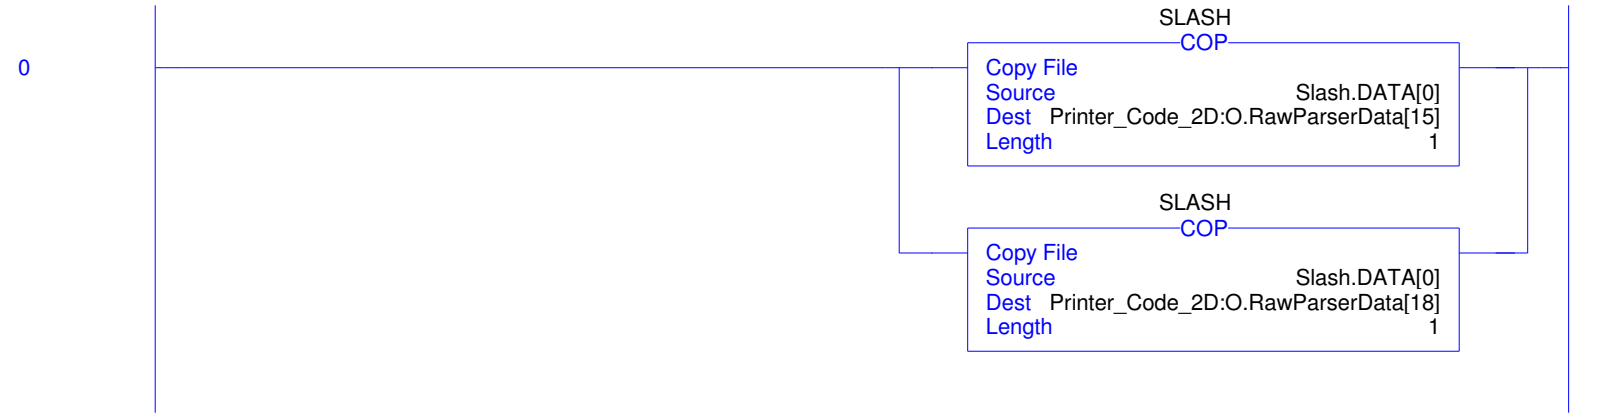 SLASH
COP
0
Copy File
Source Slash.DATA[0]
Dest Printer_Code_2D:O.RawParserData[15]
Length 1
SLASH
COP
Copy File
Source Slash.DATA[0]
Dest Printer_Code_2D:O.RawParserData[18]
Length 1